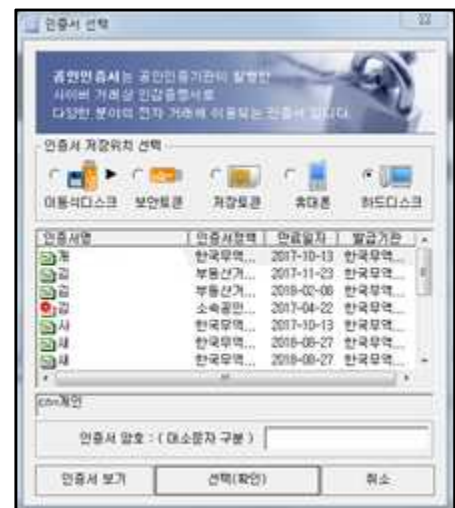 인증서 선택
공인인증서는 공인인증기관이 발행한
사이버 거래상 인감증명서로
다양한 분야의 전자 거래에 이용되는 인증서 입니다.
인증서 저장위치 선택
이동식디스크 보안토큰 저장토큰 휴대폰 하드디스크
인증서명 인증서정책 만료일자 발급기관
개 한국무역... 2017-10-13 한국무역...
김 부동산거... 2017-11-23 한국무역...
김 부동산거... 2018-02-08 한국무역...
김 소속공인... 2017-04-22 한국무역...
사 한국무역... 2017-10-13 한국무역...
새 한국무역... 2018-08-27 한국무역...
새 한국무역... 2018-08-27 한국무역...
cn=개인
인증서 암호 : ( 대소문자 구분 )
인증서 보기 선택(확인) 취소